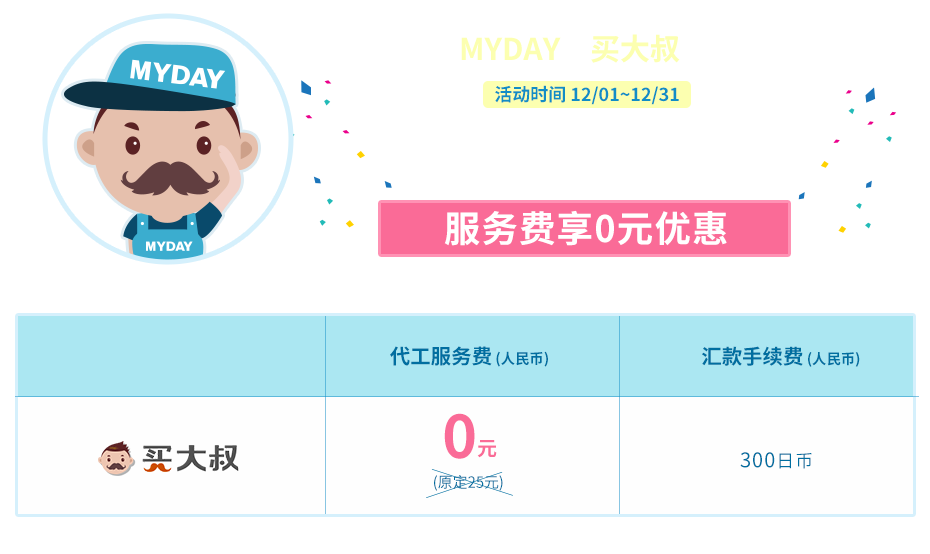 MYDAY
MYDAY
MYDAY 买大叔
活动时间 12/01~12/31
服务费享0元优惠
代工服务费 (人民币)
汇款手续费 (人民币)
买大叔
0元
(原定25元)
300日币